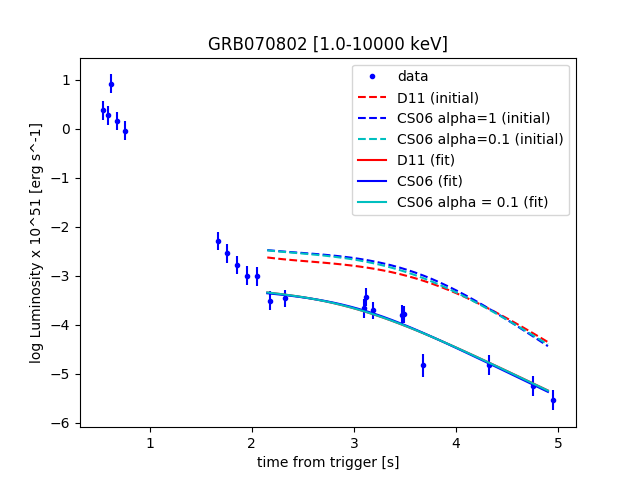 GRB070802 [1.0-10000 keV]
data
D11 (initial)
CS06 alpha=1 (initial)
CS06 alpha=0.1 (initial)
D11 (fit)
CS06 (fit)
CS06 alpha = 0.1 (fit)
log Luminosity x 10^51 [erg s^-1]
1
0
−1
−2
−3
−4
−5
−6
1 2 3 4 5
time from trigger [s]